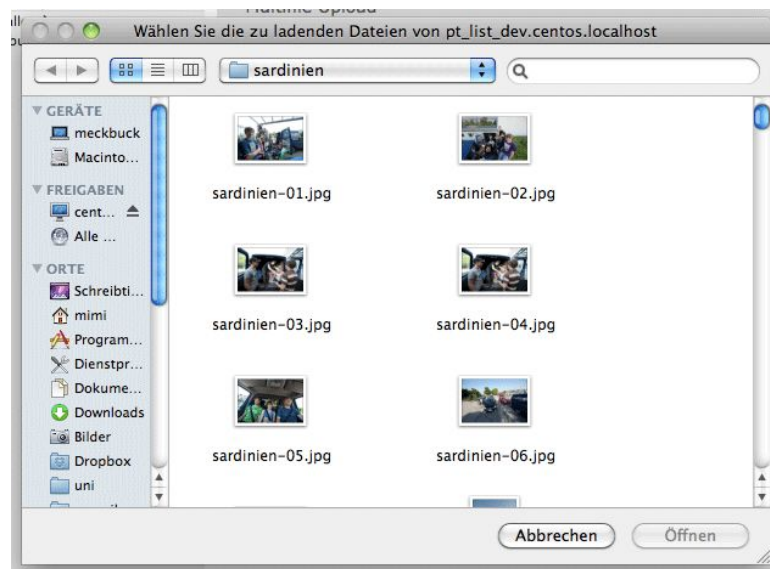 Multifile Upload
Wählen Sie die zu ladenden Dateien von pt_list_dev.centos.localhost
sardinien
GERÄTE
meckbuck
Macinto...
FREIGABEN
cent...
Alle ...
ORTE
Schreibti...
mimi
Program...
Dienstpr...
Dokume...
Downloads
Bilder
Dropbox
uni
sardinien-01.jpg
sardinien-02.jpg
sardinien-03.jpg
sardinien-04.jpg
sardinien-05.jpg
sardinien-06.jpg
Abbrechen
Öffnen